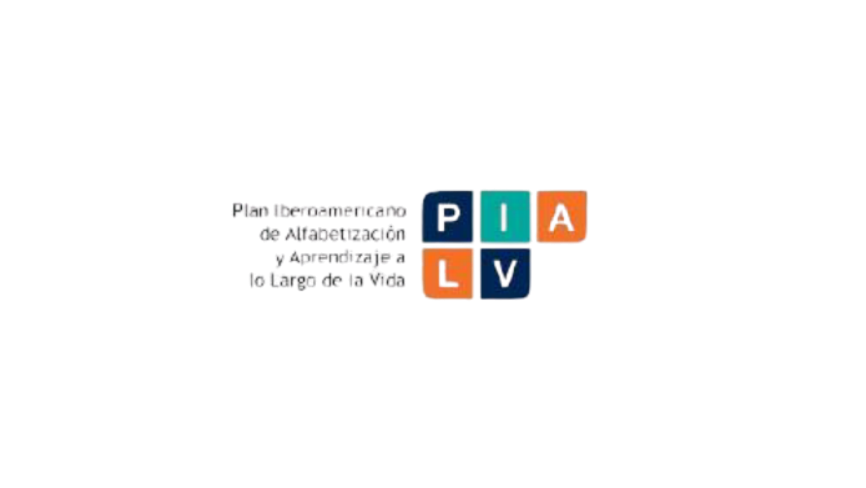 Plan Iberoamericano
de Alfabetización
y Aprendizaje a
lo Largo de la Vida
P I A
L V